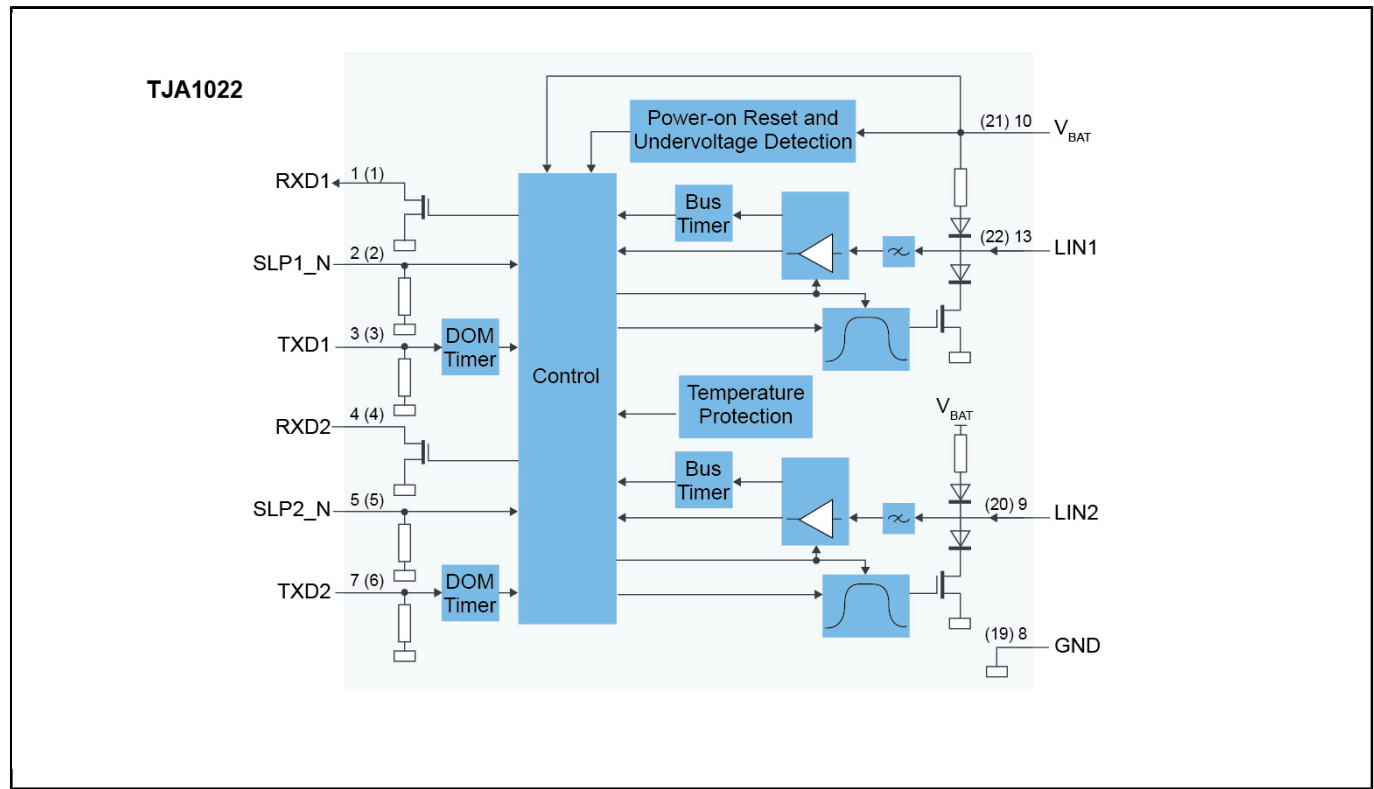 TJA1022
Power-on Reset and
Undervoltage Detection
(21) 10
V_BAT
RXD1
1 (1)
Bus
Timer
(22) 13
LIN1
SLP1_N
2 (2)
TXD1
3 (3)
DOM
Timer
Control
Temperature
Protection
V_BAT
RXD2
4 (4)
Bus
Timer
SLP2_N
5 (5)
(20) 9
LIN2
TXD2
7 (6)
DOM
Timer
(19) 8
GND